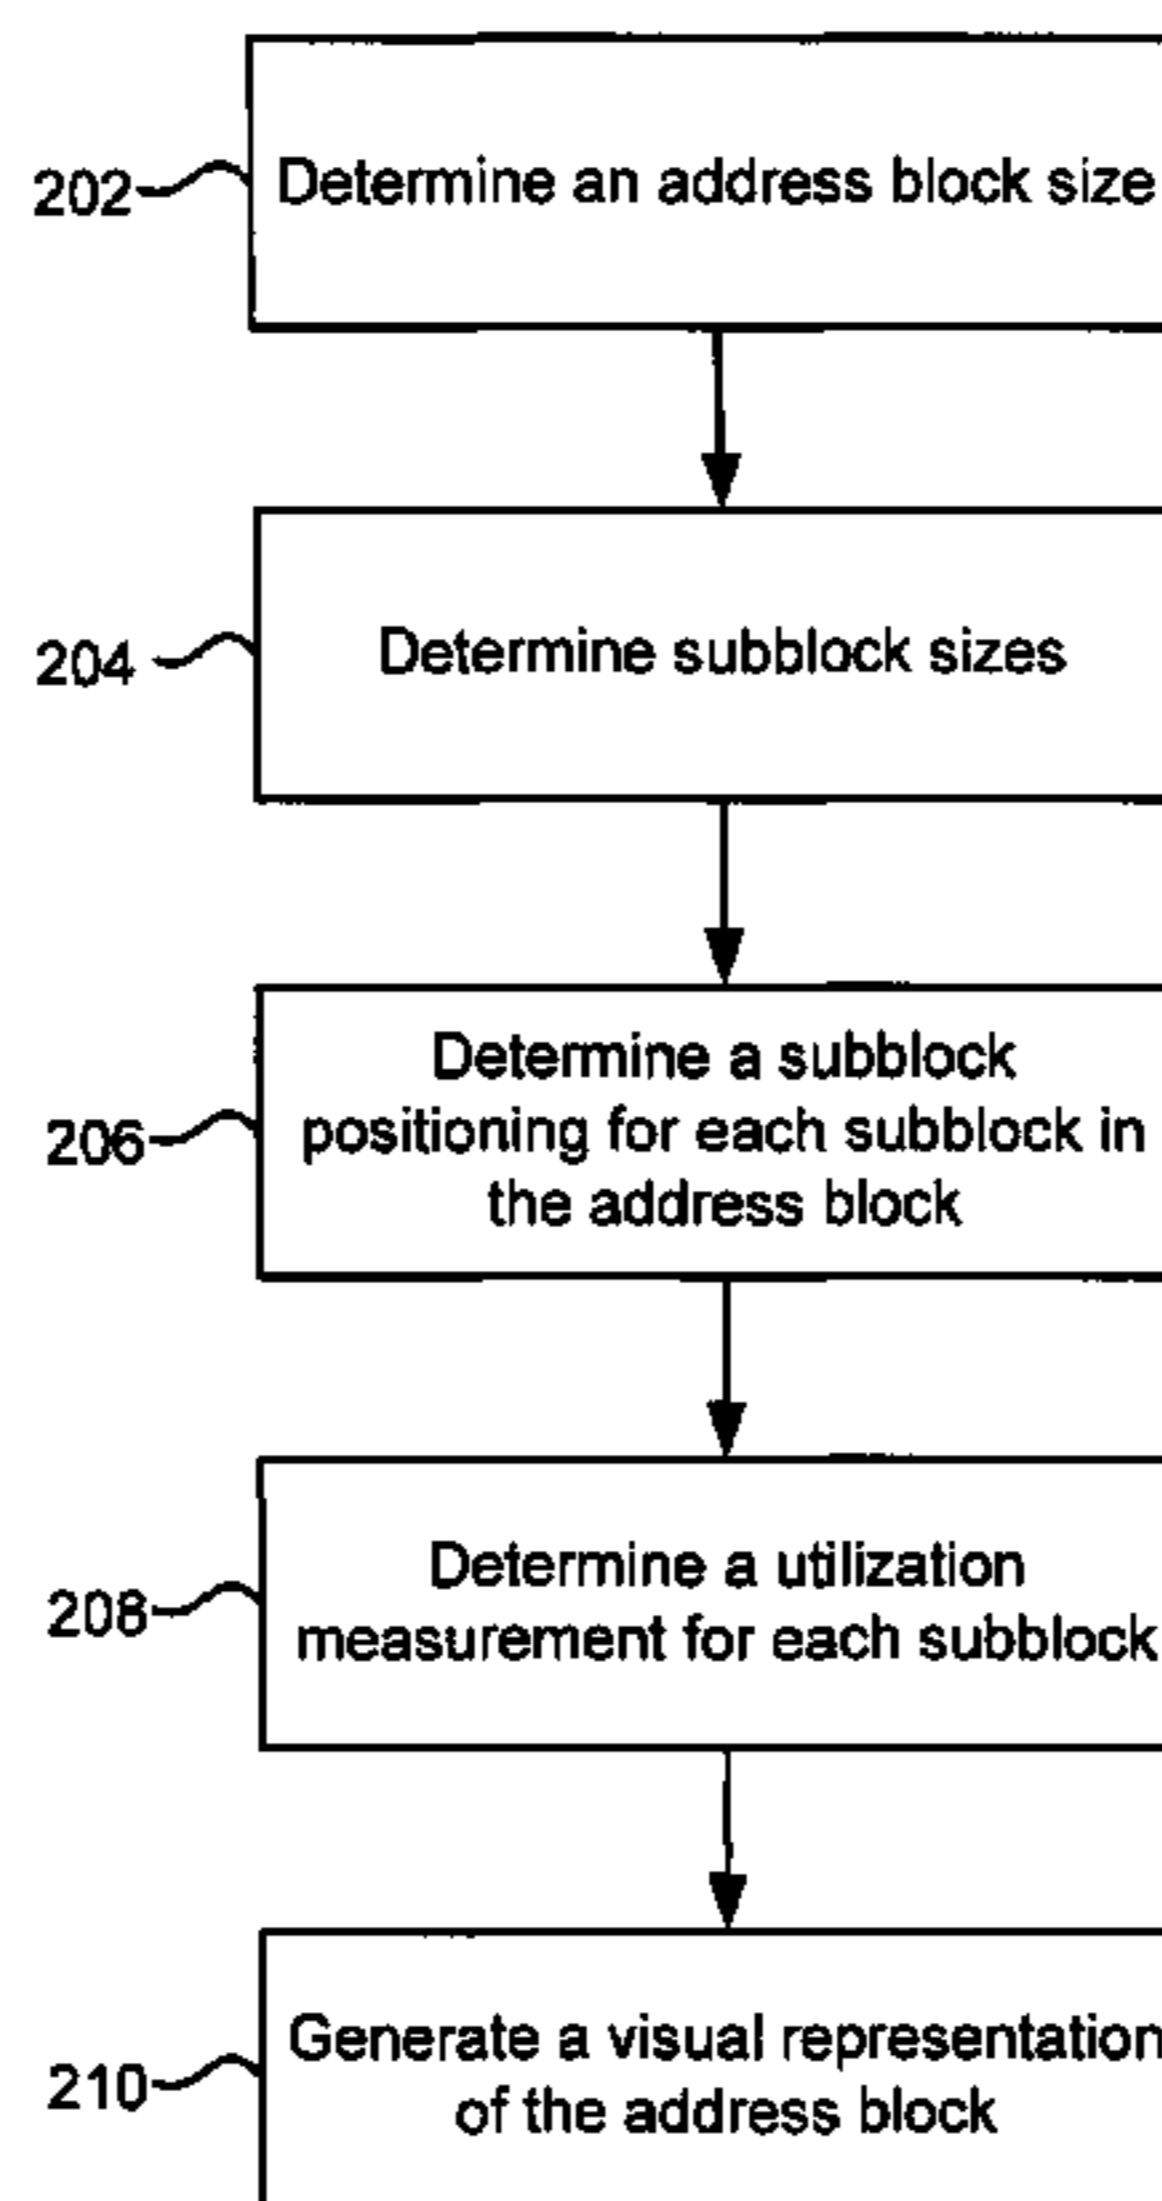 202
Determine an address block size
204
Determine subblock sizes
206
Determine a subblock
positioning for each subblock in
the address block
208
Determine a utilization
measurement for each subblock
210
Generate a visual representation
of the address block